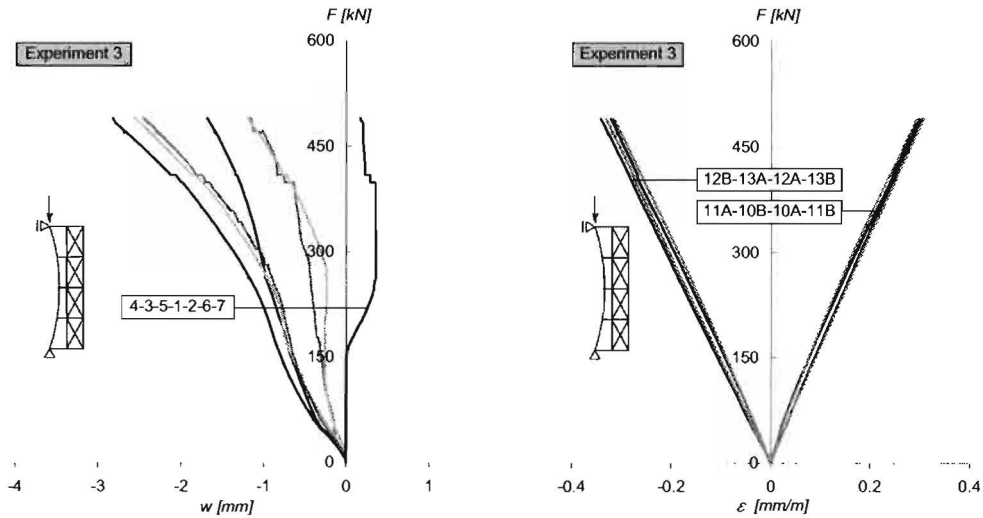 F [kN]
600
Experiment 3
450
300
4-3-5-1-2-6-7
150
0
-4 -3 -2 -1 0 1
w [mm]
F [kN]
600
Experiment 3
450
12B-13A-12A-13B
11A-10B-10A-11B
300
150
0
-0.4 -0.2 0 0.2 0.4
ε [mm/m]